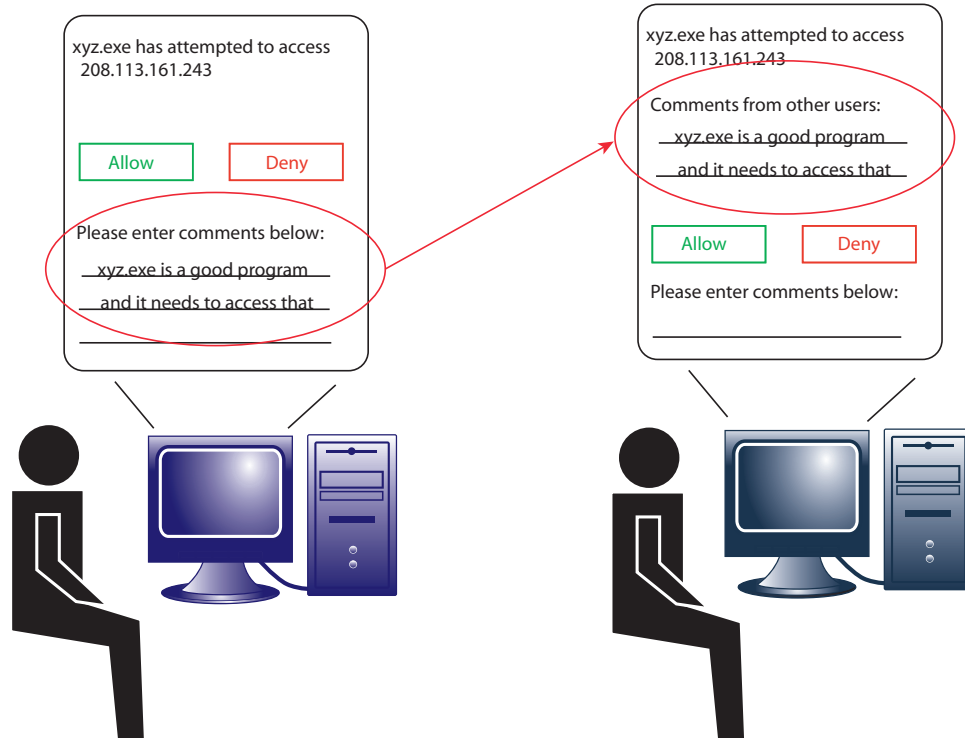 xyz.exe has attempted to access
208.113.161.243
Allow
Deny
Please enter comments below:
xyz.exe is a good program
and it needs to access that
xyz.exe has attempted to access
208.113.161.243
Comments from other users:
xyz.exe is a good program
and it needs to access that
Allow
Deny
Please enter comments below: